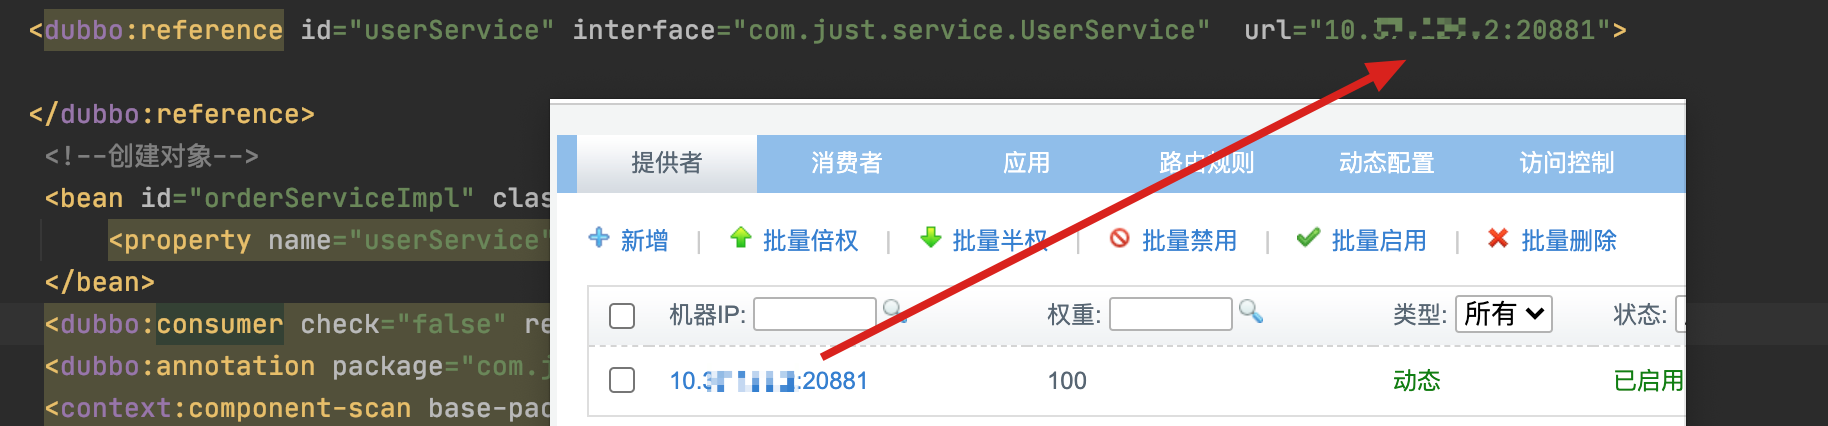 <dubbo:reference id="userService" interface="com.just.service.UserService" url="10. 2:20881">
</dubbo:reference>
<!--创建对象-->
<bean id="orderServiceImpl" clas
<property name="userService"
</bean>
<dubbo:consumer check="false" re
<dubbo:annotation package="com.j
<context:component-scan base-pac
提供者 消费者 应用 路由规则 动态配置 访问控制
新增 | 批量倍权 | 批量半权 | 批量禁用 | 批量启用 | 批量删除
机器IP: 权重: 类型: 所有 状态:
10. :20881 100 动态 已启用